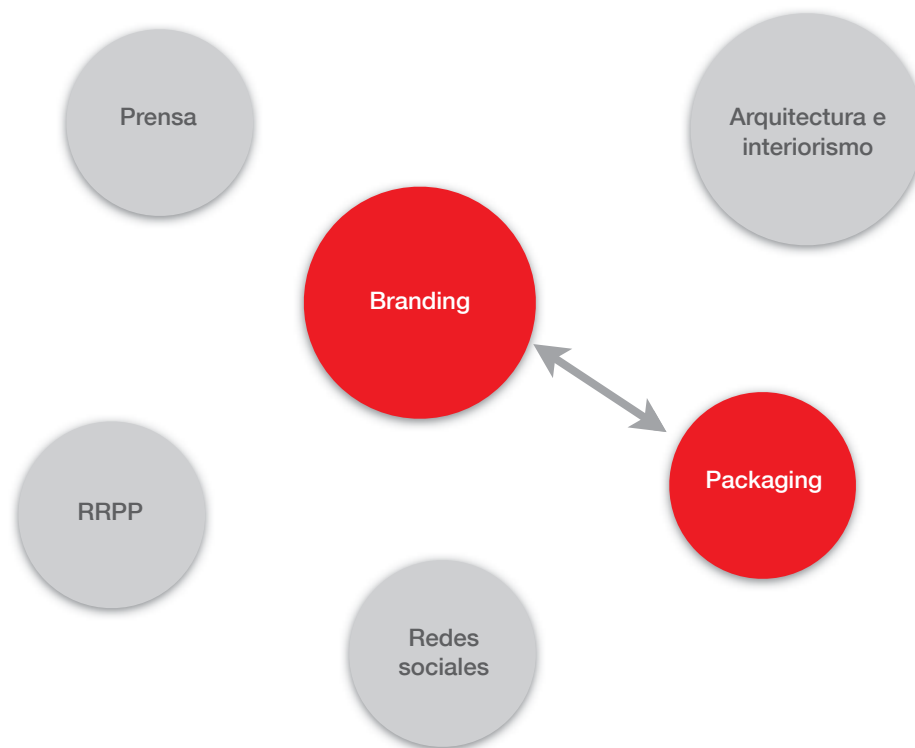 Prensa
Arquitectura e
interiorismo
Branding
Packaging
RRPP
Redes
sociales